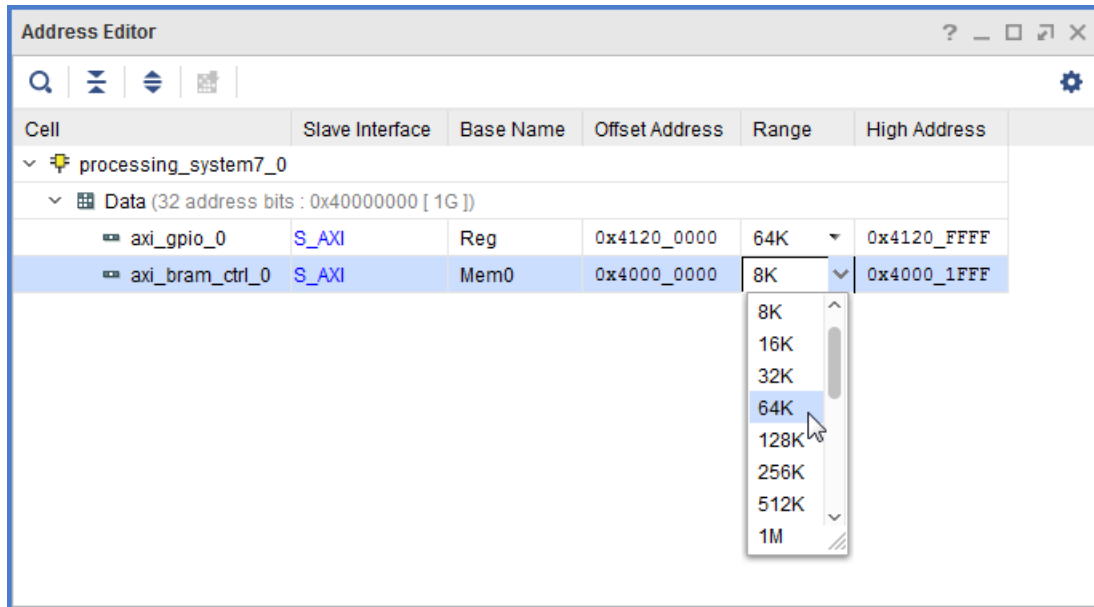 Address Editor
Cell Slave Interface Base Name Offset Address Range High Address
processing_system7_0
Data (32 address bits : 0x40000000 [ 1G ])
axi_gpio_0 S_AXI Reg 0x4120_0000 64K 0x4120_FFFF
axi_bram_ctrl_0 S_AXI Mem0 0x4000_0000 8K 0x4000_1FFF
8K
16K
32K
64K
128K
256K
512K
1M